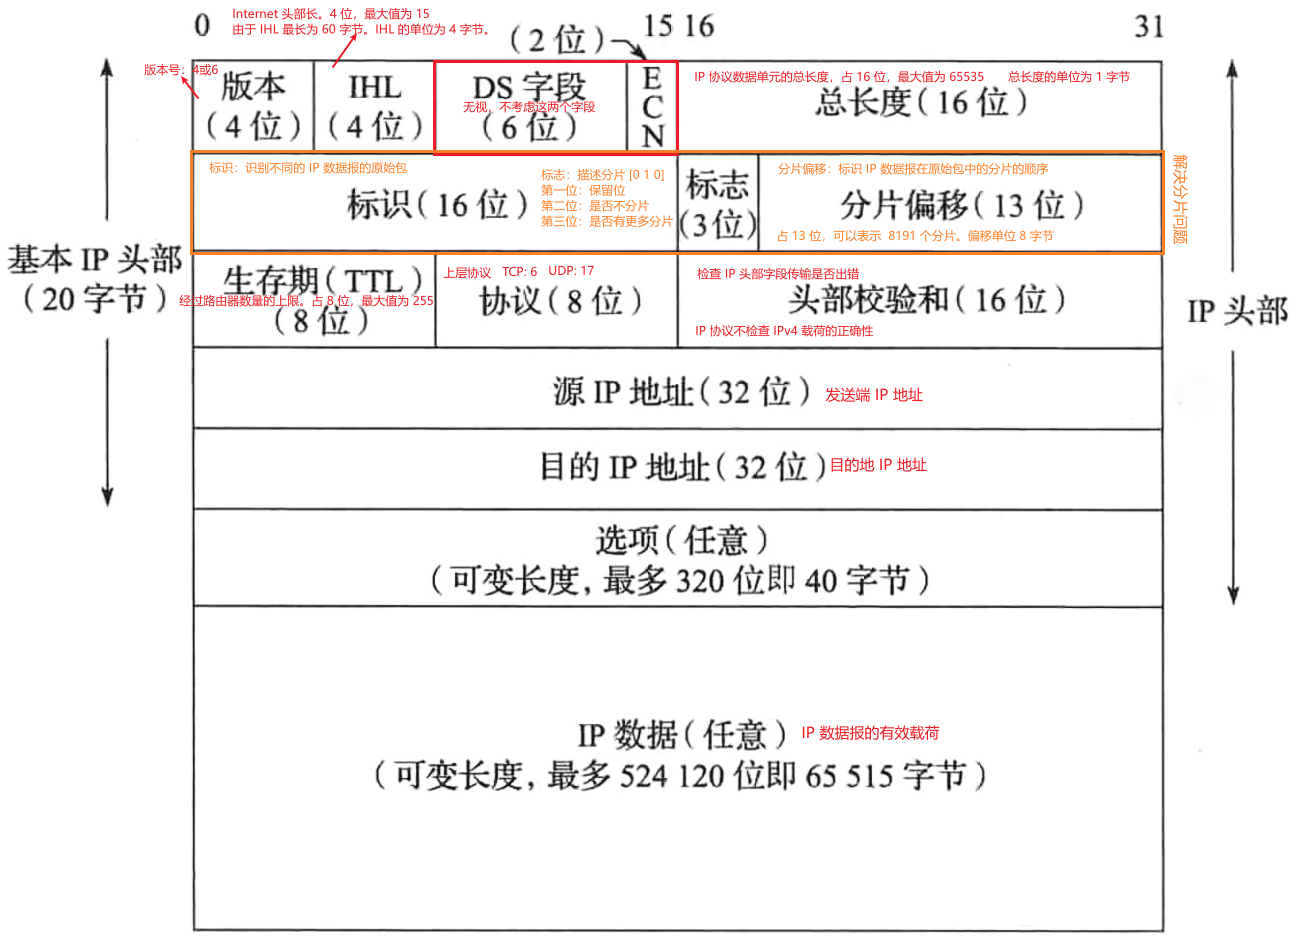 Internet 头部长。4 位，最大值为 15
由于 IHL 最长为 60 字节。IHL 的单位为 4 字节。
0
（2 位）
15 16
31
版本号：4或6
版本
（4 位）
IHL
（4 位）
DS 字段
无视，不考虑这两个字段
（6 位）
E
C
N
IP 协议数据单元的总长度，占 16 位，最大值为 65535
总长度的单位为 1 字节
总长度（16 位）
标识：识别不同的 IP 数据报的原始包
标识（16 位）
标志：描述分片 [0 1 0]
第一位：保留位
第二位：是否不分片
第三位：是否有更多分片
标志
(3位)
分片偏移：标识 IP 数据报在原始包中的分片的顺序
分片偏移（13 位）
占 13 位，可以表示 8191 个分片。偏移单位 8 字节
解决分片问题
基本 IP 头部
（20 字节）
生存期（TTL）
经过路由器数量的上限。占 8 位，最大值为 255
（8 位）
上层协议 TCP: 6 UDP: 17
协议（8 位）
检查 IP 头部字段传输是否出错
头部校验和（16 位）
IP 协议不检查 IPv4 载荷的正确性
IP 头部
源 IP 地址（32 位）
发送端 IP 地址
目的 IP 地址（32 位）
目的地 IP 地址
选项（任意）
（可变长度，最多 320 位即 40 字节）
IP 数据（任意）
IP 数据报的有效载荷
（可变长度，最多 524 120 位即 65 515 字节）